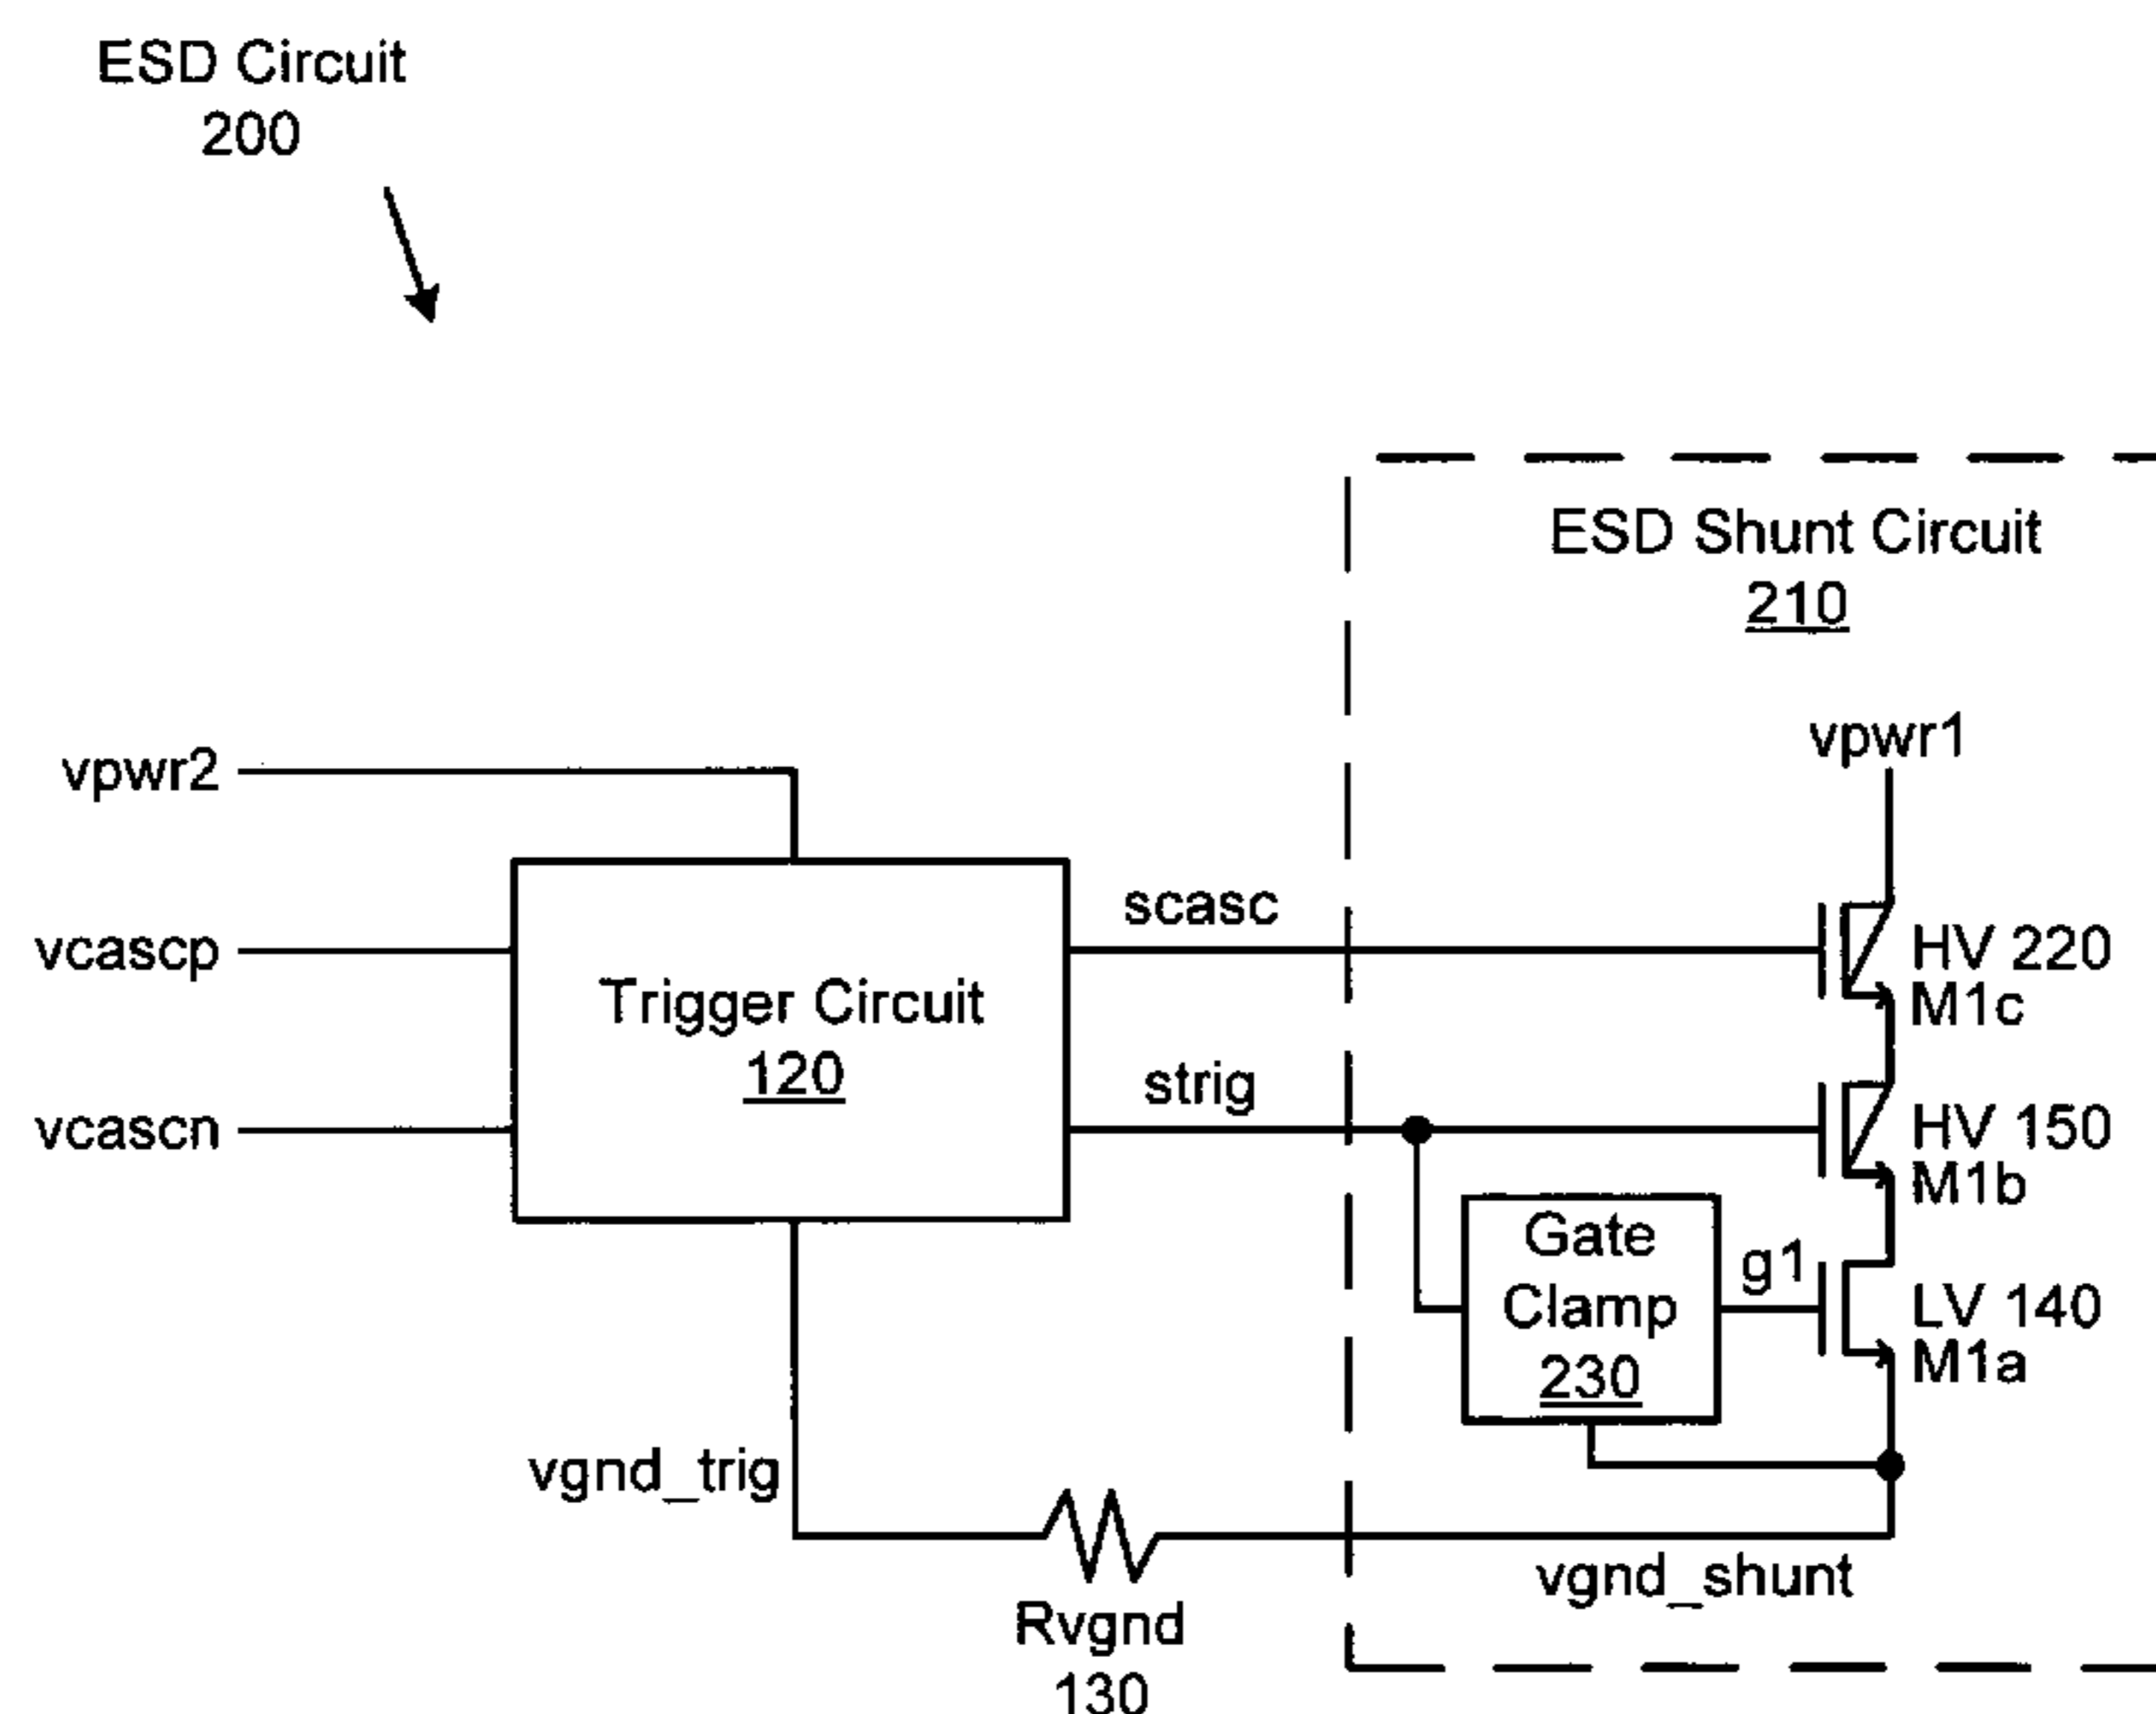 ESD Circuit
200
ESD Shunt Circuit
210
vpwr1
vpwr2
scasc
vcascp
HV 220
M1c
Trigger Circuit
120
strig
vcascn
HV 150
M1b
Gate
Clamp
230
g1
LV 140
M1a
vgnd_trig
vgnd_shunt
Rvgnd
130